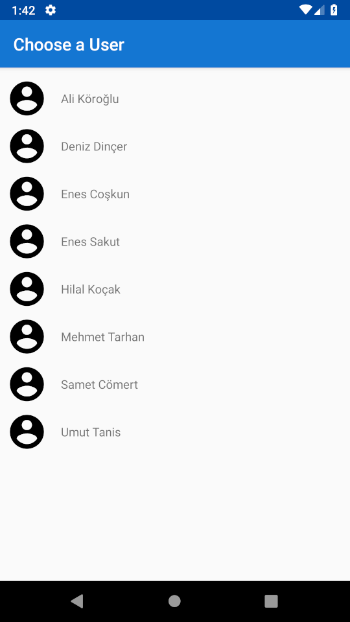 1:42
Choose a User
Ali Köroğlu
Deniz Dinçer
Enes Coşkun
Enes Sakut
Hilal Koçak
Mehmet Tarhan
Samet Cömert
Umut Tanis